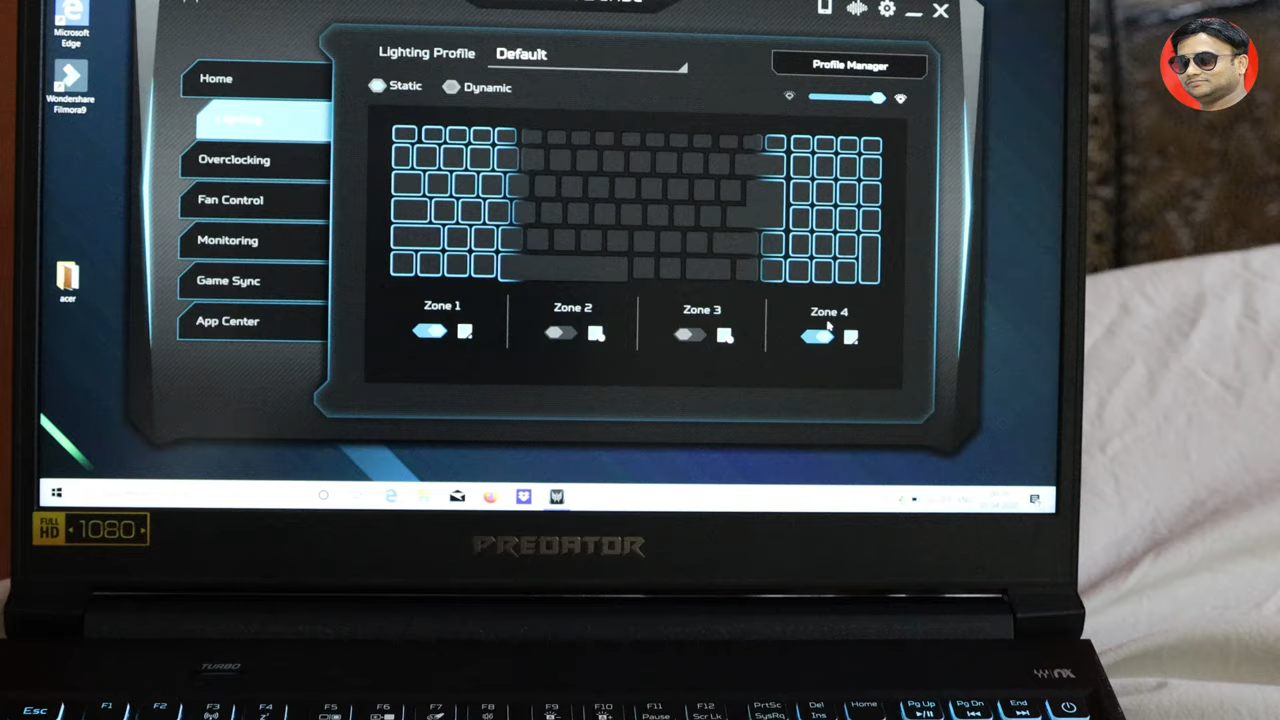 Microsoft
Edge
Wondershare
Filmora9
acer
Lighting Profile
Default
Profile Manager
Static
Dynamic
Home
Lighting
Overclocking
Fan Control
Monitoring
Game Sync
App Center
Zone 1
Zone 2
Zone 3
Zone 4
FULL
HD
1080
PREDATOR
TURBO
Esc
F1
F2
F3
F4
F5
F6
F7
F8
F9
F10
F11
Pause
F12
Scr Lk
PrtSc
SysRq
Del
Ins
Home
Pg Up
Pg Dn
End